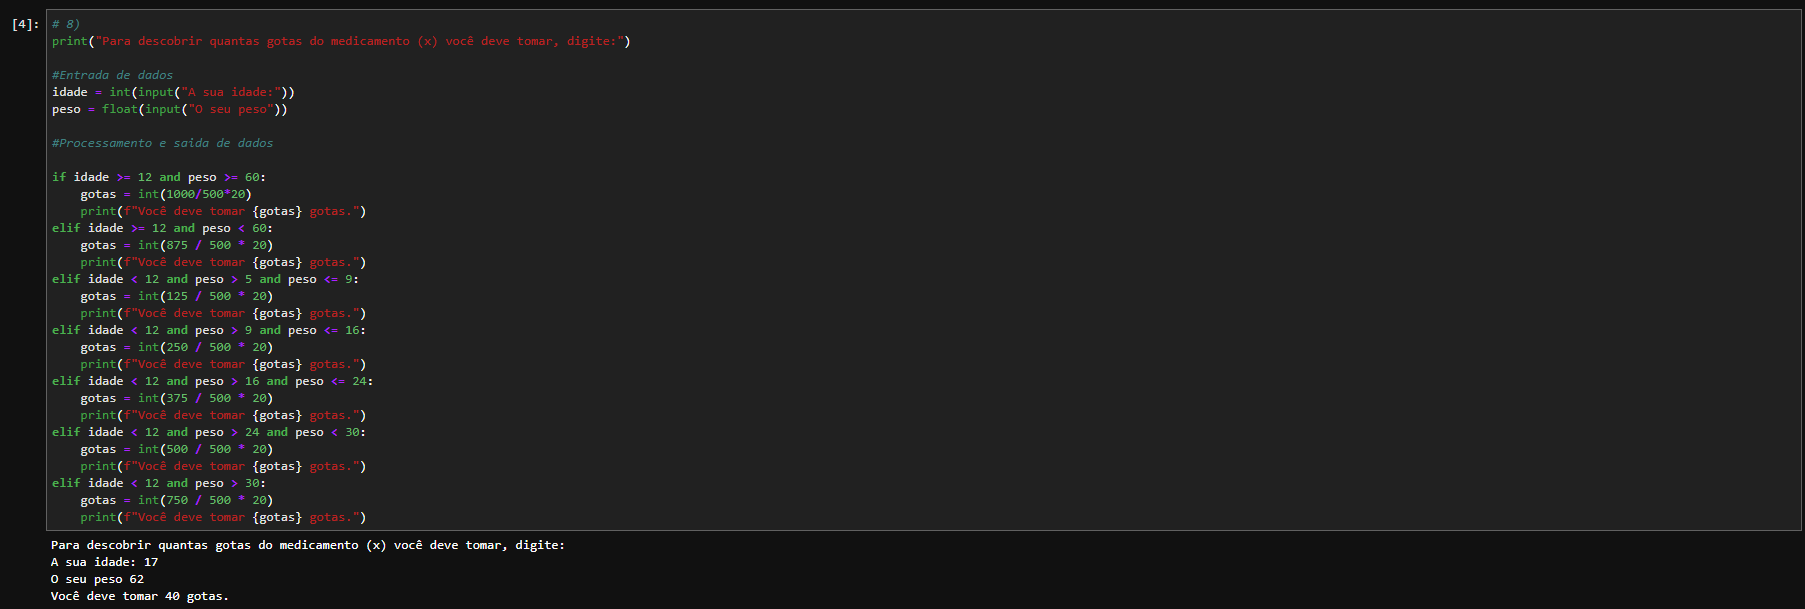 [4]: # 8)
print("Para descobrir quantas gotas do medicamento (x) você deve tomar, digite:")
#Entrada de dados
idade = int(input("A sua idade:"))
peso = float(input("O seu peso"))
#Processamento e saida de dados
if idade >= 12 and peso >= 60:
    gotas = int(1000/500*20)
    print(f"Você deve tomar {gotas} gotas.")
elif idade >= 12 and peso < 60:
    gotas = int(875 / 500 * 20)
    print(f"Você deve tomar {gotas} gotas.")
elif idade < 12 and peso > 5 and peso <= 9:
    gotas = int(125 / 500 * 20)
    print(f"Você deve tomar {gotas} gotas.")
elif idade < 12 and peso > 9 and peso <= 16:
    gotas = int(250 / 500 * 20)
    print(f"Você deve tomar {gotas} gotas.")
elif idade < 12 and peso > 16 and peso <= 24:
    gotas = int(375 / 500 * 20)
    print(f"Você deve tomar {gotas} gotas.")
elif idade < 12 and peso > 24 and peso < 30:
    gotas = int(500 / 500 * 20)
    print(f"Você deve tomar {gotas} gotas.")
elif idade < 12 and peso > 30:
    gotas = int(750 / 500 * 20)
    print(f"Você deve tomar {gotas} gotas.")
Para descobrir quantas gotas do medicamento (x) você deve tomar, digite:
A sua idade: 17
O seu peso 62
Você deve tomar 40 gotas.